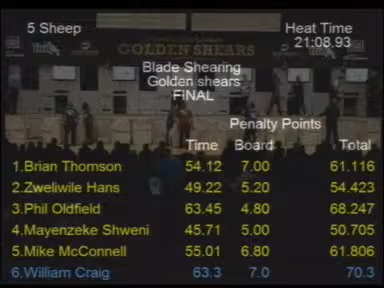 5 Sheep
Heat Time
21:08.93
GOLDEN SHEARS
Blade Shearing
Golden shears
FINAL
Penalty Points
Time Board Total
1.Brian Thomson 54.12 7.00 61.116
2.Zweliwile Hans 49.22 5.20 54.423
3.Phil Oldfield 63.45 4.80 68.247
4.Mayenzeke Shweni 45.71 5.00 50.705
5.Mike McConnell 55.01 6.80 61.806
6.William Craig 63.3 7.0 70.3